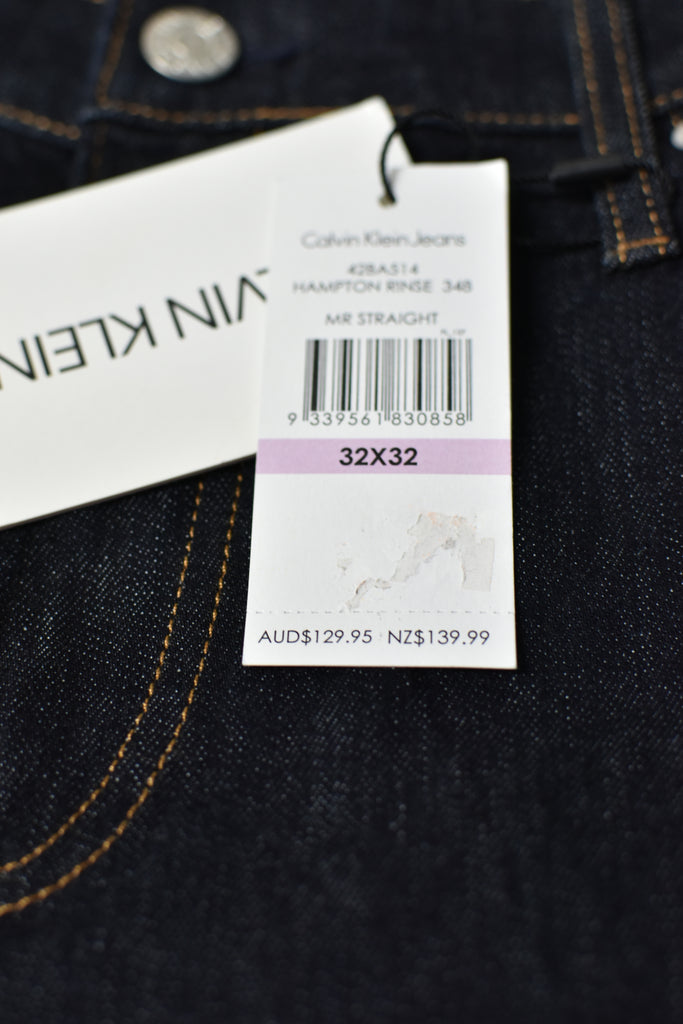 Calvin Klein Jeans
42BA514
HAMPTON RINSE 348
MR STRAIGHT
9 339561 830858
32X32
AUD$129.95 NZ$139.99
VIN KLEIN